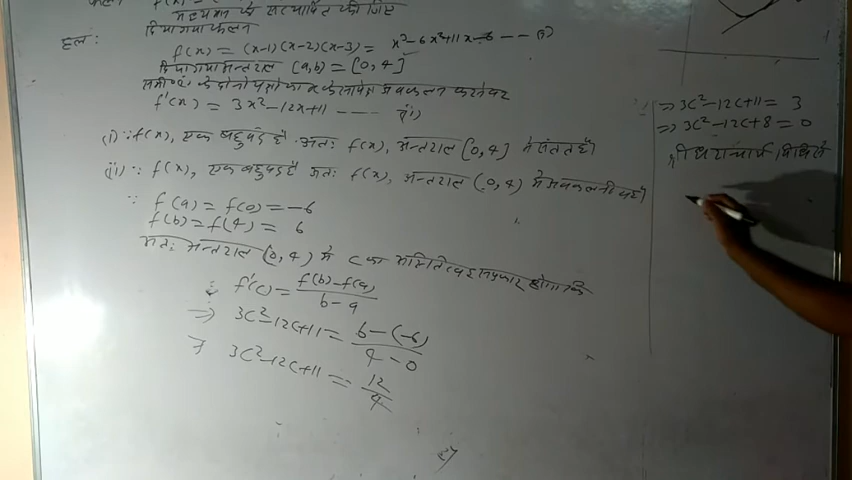 मध्यमान को सत्यापित कीजिए
दिया गया फलन
हल:
f(x) = (x-1)(x-2)(x-3) = x³-6x²+11x-6 --- (i)
दिया गया अन्तराल [a,b) = [0, 4]
समी० (i) के दोनो पक्षो का x के सापेक्ष अवकलन करने पर
f'(x) = 3x²-12x+11 ---- (ii)
(i) ∵ f(x), एक बहुपद है अतः f(x), अन्तराल [0, 4] मे संतत है।
(ii) ∵ f(x), एक बहुपद है अतः f(x), अन्तराल (0, 4) मे अवकलनीय है।
∵ f(a) = f(0) = -6
f(b) = f(4) = 6
अतः अन्तराल (0, 4) मे C का अस्तित्व इस प्रकार होगा कि
∵ f'(c) = f(b)-f(a) / b-a
⇒ 3c²-12c+11 = 6-(-6) / 4-0
⇒ 3c²-12c+11 = 12 / 4
⇒ 3c²-12c+11 = 3
⇒ 3c²-12c+8 = 0
श्रीधराचार्य विधि से